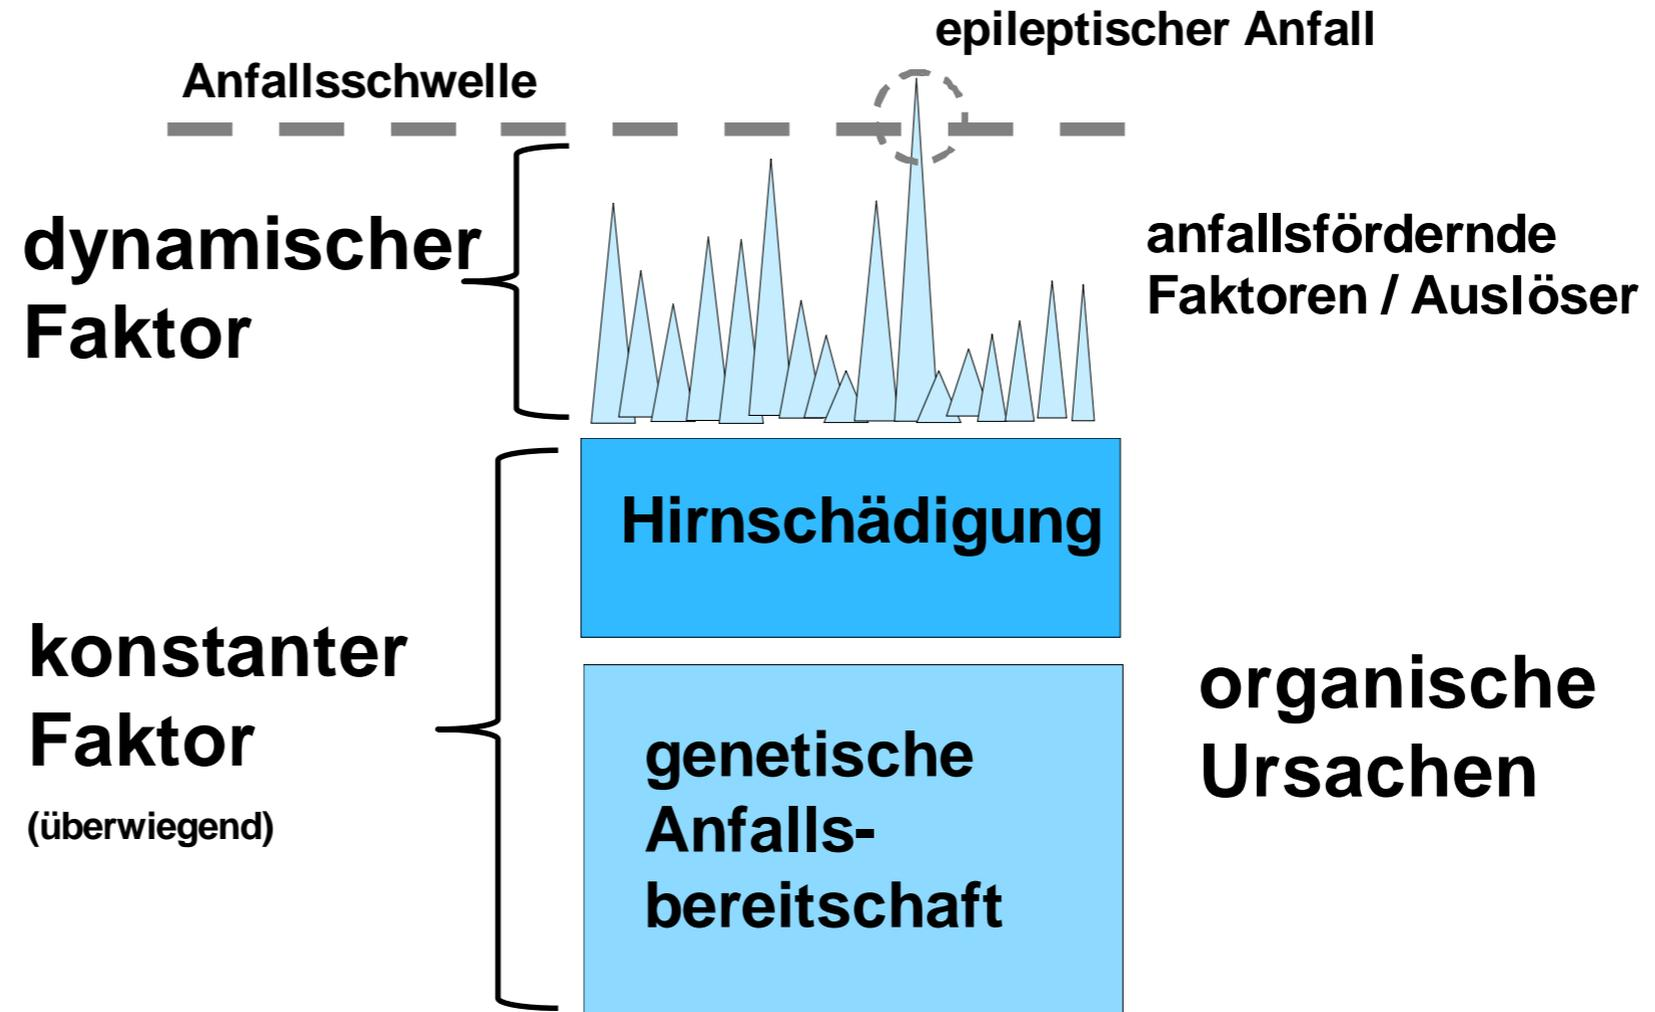 epileptischer Anfall
Anfallsschwelle
dynamischer
Faktor
anfallsfördernde
Faktoren / Auslöser
Hirnschädigung
konstanter
Faktor
(überwiegend)
genetische
Anfalls-
bereitschaft
organische
Ursachen